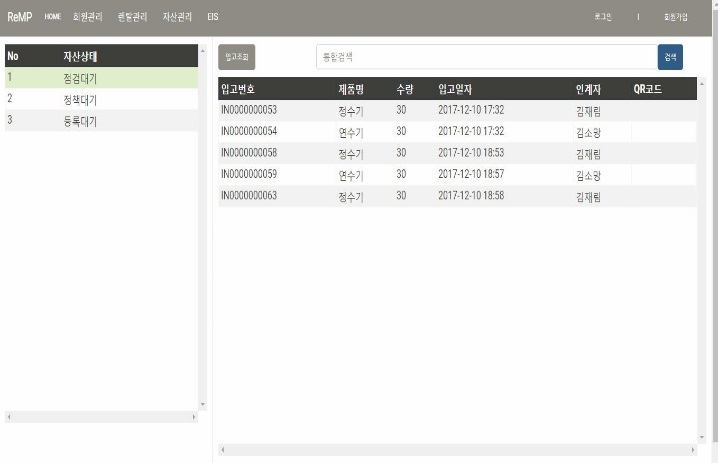 ReMP HOME 회원관리 렌탈관리 자산관리 EIS 로그인 | 회원가입
No 자산상태
1 점검대기
2 정책대기
3 등록대기
입고조회 통합검색 검색
입고번호 제품명 수량 입고일자 인계자 QR코드
IN0000000053 정수기 30 2017-12-10 17:32 김재림
IN0000000054 연수기 30 2017-12-10 17:32 김소망
IN0000000058 정수기 30 2017-12-10 18:53 김재림
IN0000000059 연수기 30 2017-12-10 18:57 김소망
IN0000000063 정수기 30 2017-12-10 18:58 김재림